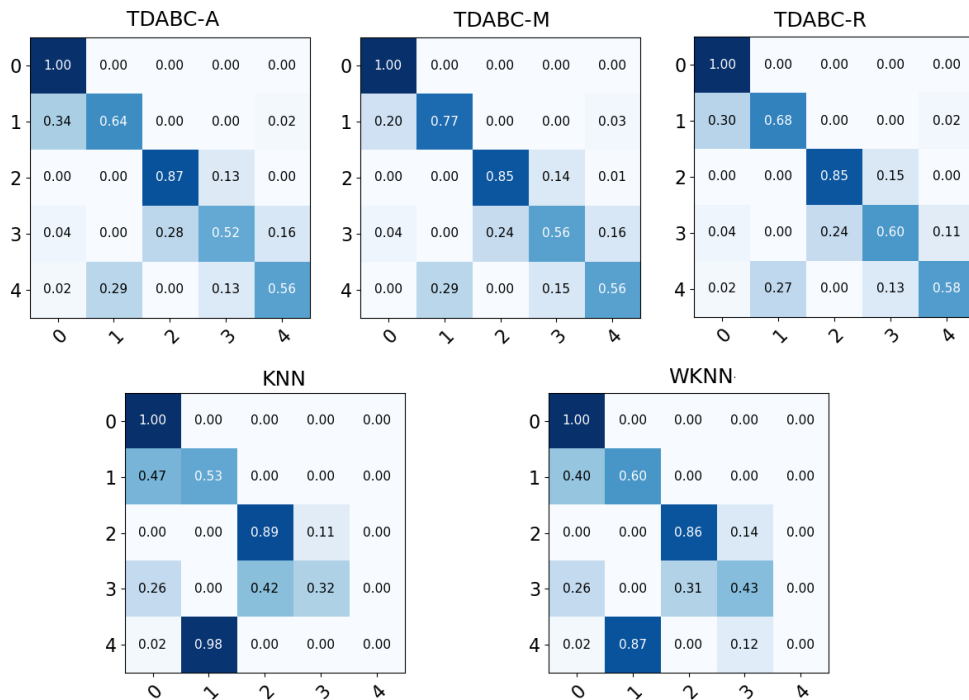 TDABC-A TDABC-M TDABC-R
0 1.00 0.00 0.00 0.00 0.00 0 1.00 0.00 0.00 0.00 0.00 0 1.00 0.00 0.00 0.00 0.00
1 0.34 0.64 0.00 0.00 0.02 1 0.20 0.77 0.00 0.00 0.03 1 0.30 0.68 0.00 0.00 0.02
2 0.00 0.00 0.87 0.13 0.00 2 0.00 0.00 0.85 0.14 0.01 2 0.00 0.00 0.85 0.15 0.00
3 0.04 0.00 0.28 0.52 0.16 3 0.04 0.00 0.24 0.56 0.16 3 0.04 0.00 0.24 0.60 0.11
4 0.02 0.29 0.00 0.13 0.56 4 0.00 0.29 0.00 0.15 0.56 4 0.02 0.27 0.00 0.13 0.58
0 1 2 3 4 0 1 2 3 4 0 1 2 3 4
KNN WKNN
0 1.00 0.00 0.00 0.00 0.00 0 1.00 0.00 0.00 0.00 0.00
1 0.47 0.53 0.00 0.00 0.00 1 0.40 0.60 0.00 0.00 0.00
2 0.00 0.00 0.89 0.11 0.00 2 0.00 0.00 0.86 0.14 0.00
3 0.26 0.00 0.42 0.32 0.00 3 0.26 0.00 0.31 0.43 0.00
4 0.02 0.98 0.00 0.00 0.00 4 0.02 0.87 0.00 0.12 0.00
0 1 2 3 4 0 1 2 3 4